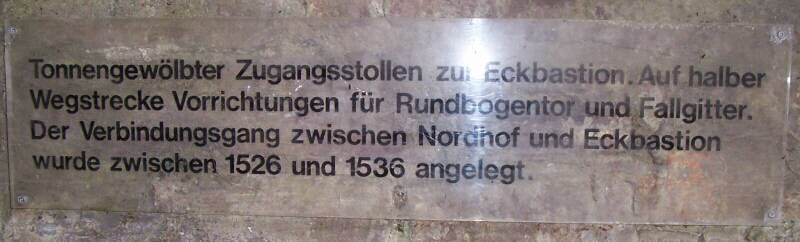 Tonnengewölbter Zugangsstollen zur Eckbastion. Auf halber
Wegstrecke Vorrichtungen für Rundbogentor und Fallgitter.
Der Verbindungsgang zwischen Nordhof und Eckbastion
wurde zwischen 1526 und 1536 angelegt.